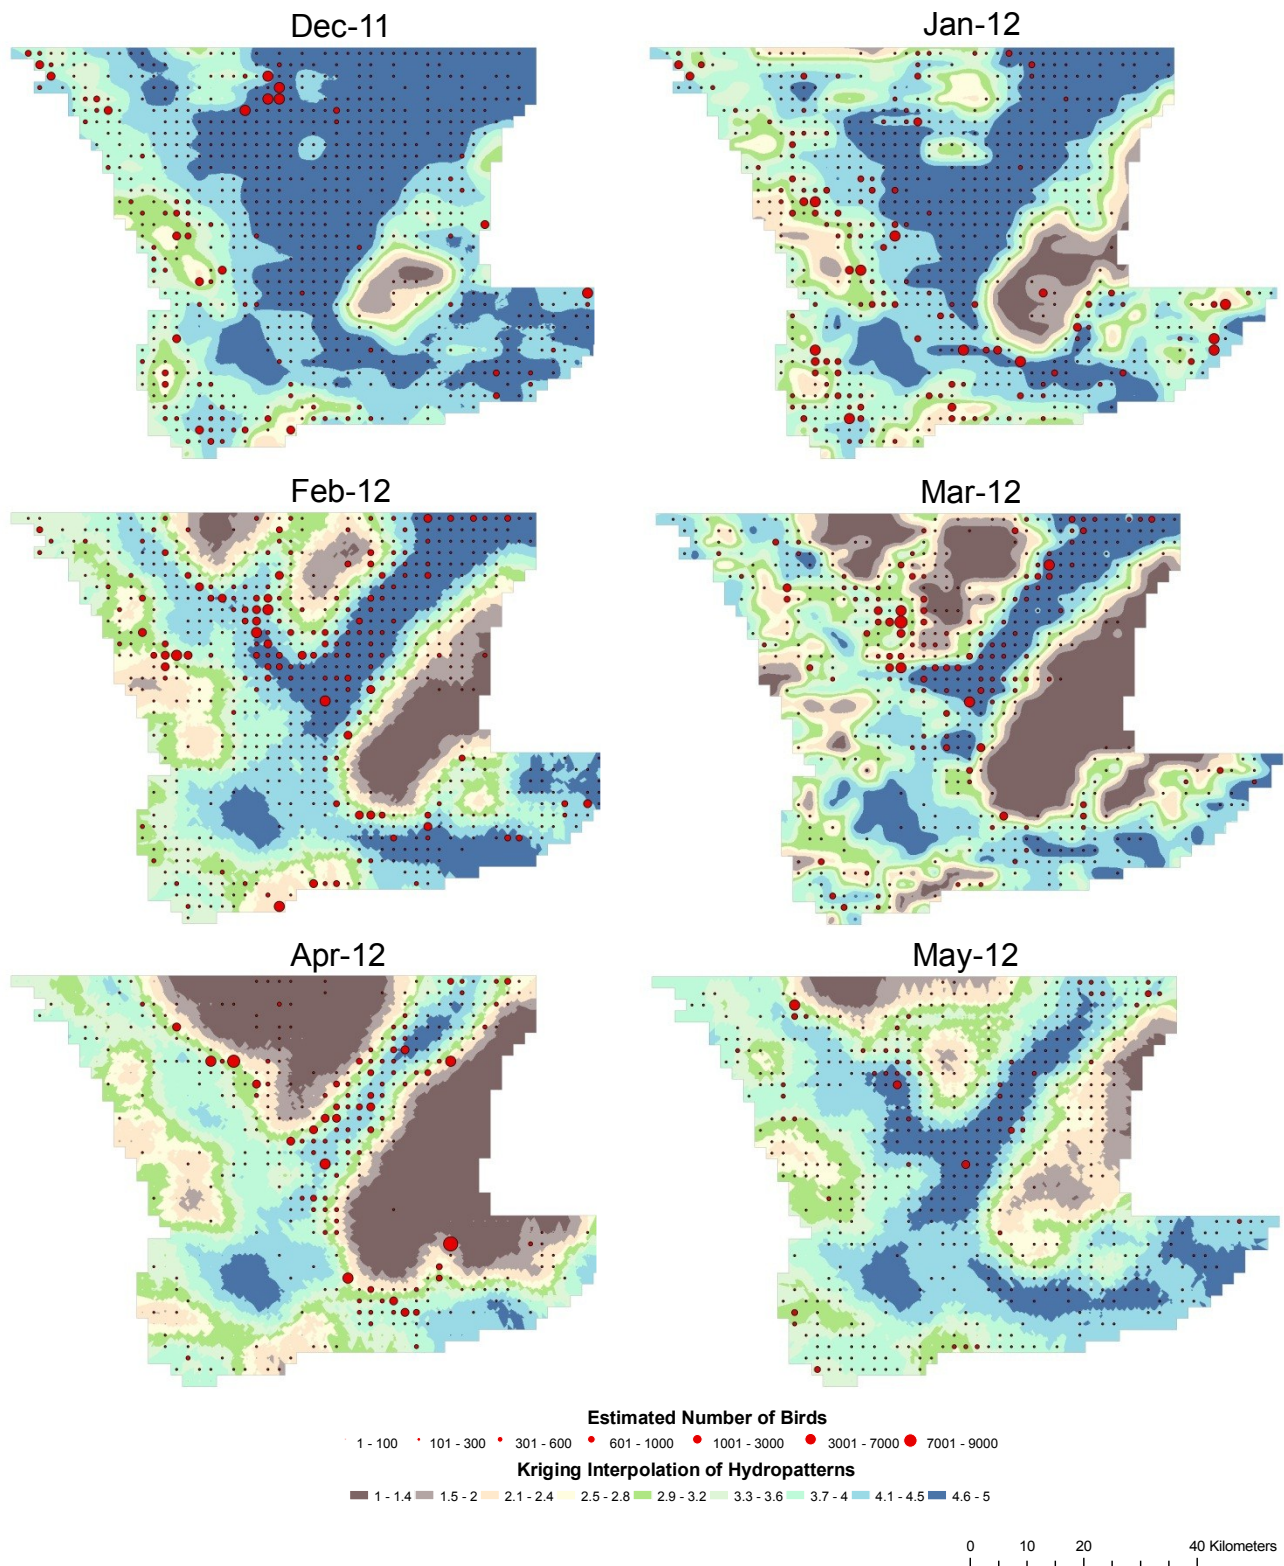 Dec-11
Jan-12
Feb-12
Mar-12
Apr-12
May-12
Estimated Number of Birds
1 - 100 101 - 300 301 - 600 601 - 1000 1001 - 3000 3001 - 7000 7001 - 9000
Kriging Interpolation of Hydropatterns
1 - 1.4 1.5 - 2 2.1 - 2.4 2.5 - 2.8 2.9 - 3.2 3.3 - 3.6 3.7 - 4 4.1 - 4.5 4.6 - 5
0 10 20 40 Kilometers